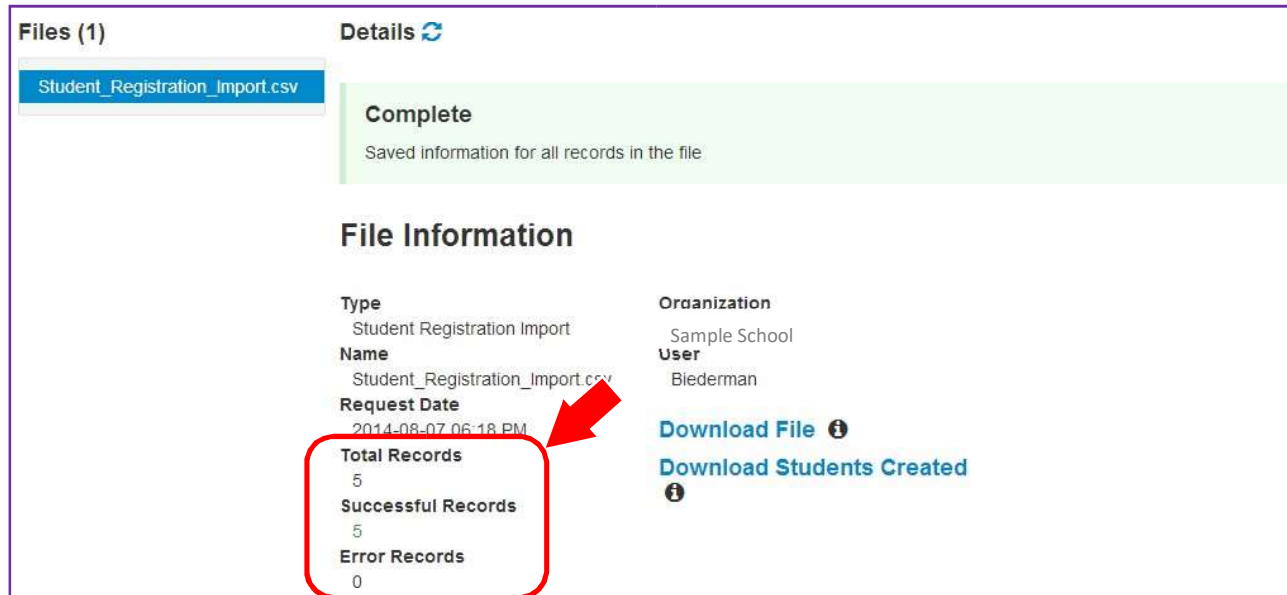 Files (1)
Student_Registration_Import.csv
Details
Complete
Saved information for all records in the file
File Information
Type
Student Registration Import
Name
Student_Registration_Import.csv
Request Date
2014-08-07 06:18 PM
Total Records
5
Successful Records
5
Error Records
0
Organization
Sample School
User
Biederman
Download File
Download Students Created